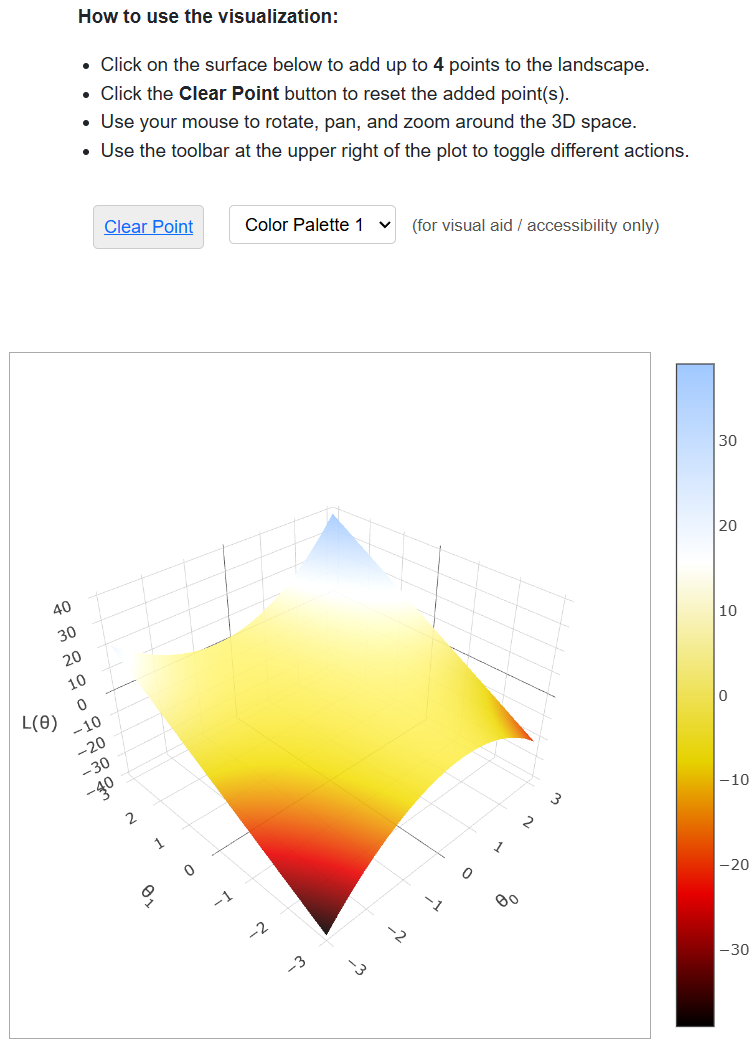 How to use the visualization:
Click on the surface below to add up to 4 points to the landscape.
Click the Clear Point button to reset the added point(s).
Use your mouse to rotate, pan, and zoom around the 3D space.
Use the toolbar at the upper right of the plot to toggle different actions.
Clear Point
Color Palette 1
(for visual aid / accessibility only)
40
30
20
10
0
−10
−20
−30
−40
L(θ)
3
2
1
0
−1
−2
−3
θ₁
−3
−2
−1
0
1
2
3
θ₀
30
20
10
0
−10
−20
−30